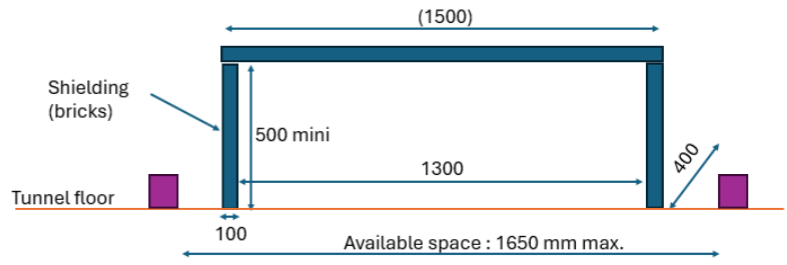 (1500)
Shielding
(bricks)
500 mini
1300
400
Tunnel floor
100
Available space : 1650 mm max.